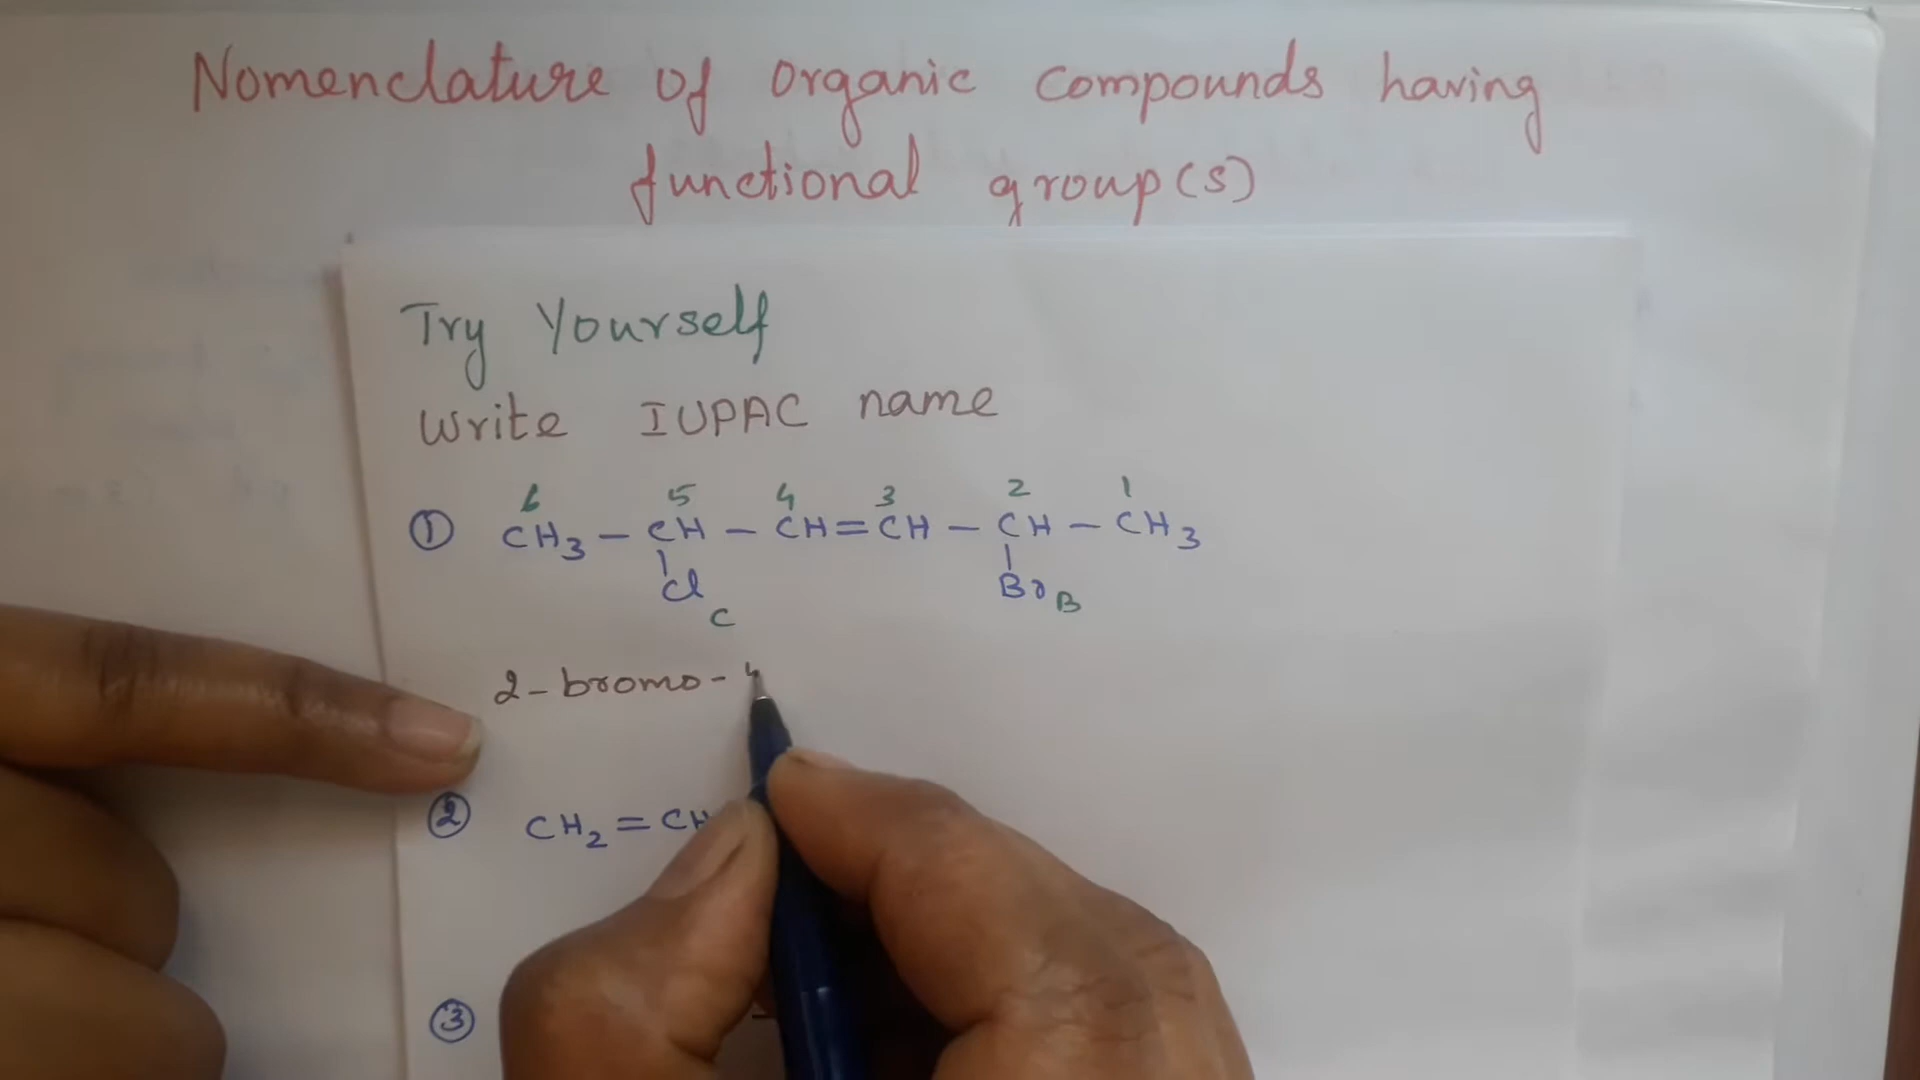 Nomenclature of organic compounds having
functional group(s)
Try Yourself
Write IUPAC name
6 5 4 3 2 1
① CH3 – CH – CH = CH – CH – CH3
Cl Br
C B
2-bromo-4
② CH2 = CH
③